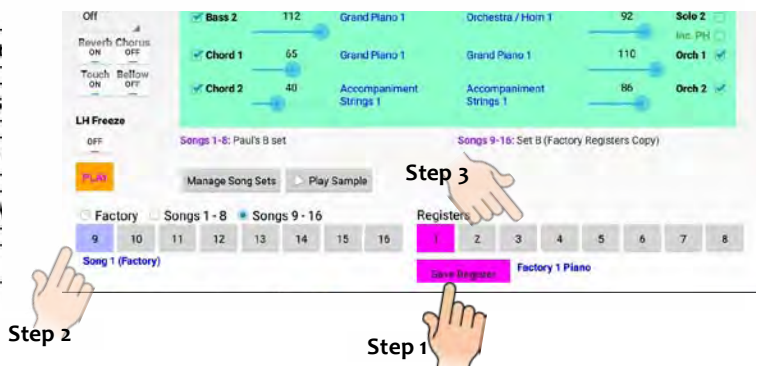 Off
Bass 2 112 Grand Piano 1 Orchestra / Horn 1 92 Solo 2
Inc. PH
Reverb Chorus
ON OFF
Chord 1 65 Grand Piano 1 Grand Piano 1 110 Orch 1
Touch Bellow
ON OFF
Chord 2 40 Accompaniment Strings 1 Accompaniment Strings 1 86 Orch 2
LH Freeze
OFF
Songs 1-8: Paul's B set Songs 9-16: Set B (Factory Registers Copy)
PLAY
Manage Song Sets Play Sample
Step 3
Factory Songs 1 - 8 Songs 9 - 16 Registers
9 10 11 12 13 14 15 16 1 2 3 4 5 6 7 8
Song 1 (Factory)
Save Register Factory 1 Piano
Step 2
Step 1